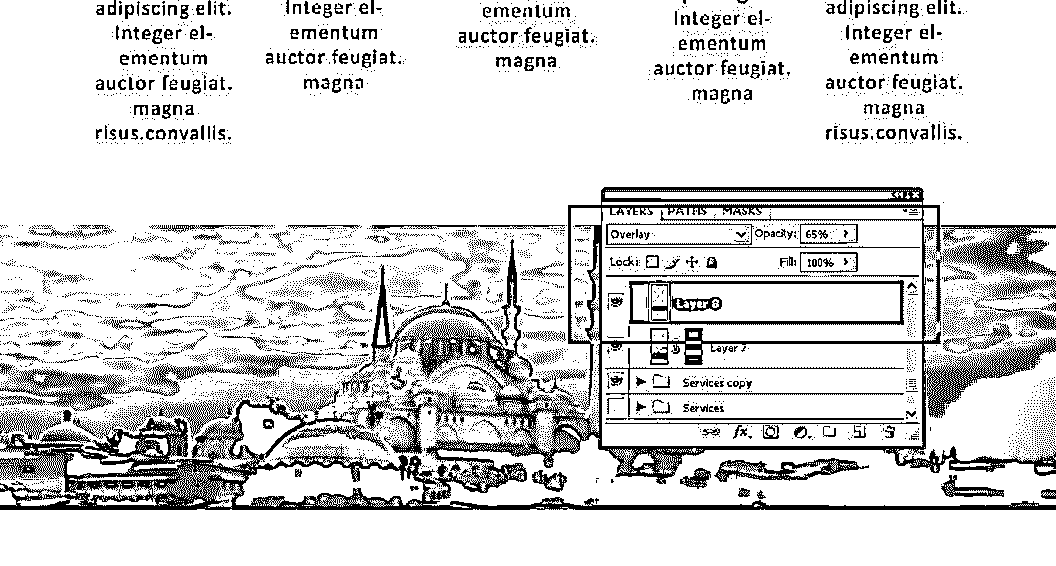 adipiscing elit.
Integer el-
ementum
auctor feugiat.
magna
risus.convallis.
Integer el-
ementum
auctor feugiat.
magna
ementum
auctor feugiat.
magna
Integer el-
ementum
auctor feugiat.
magna
adipiscing elit.
Integer el-
ementum
auctor feugiat.
magna
risus.convallis.
LAYERS PATHS MASKS
Overlay Opacity: 65%
Lock: Fill: 100%
Layer 8
Layer 2
Services copy
Services
fx.